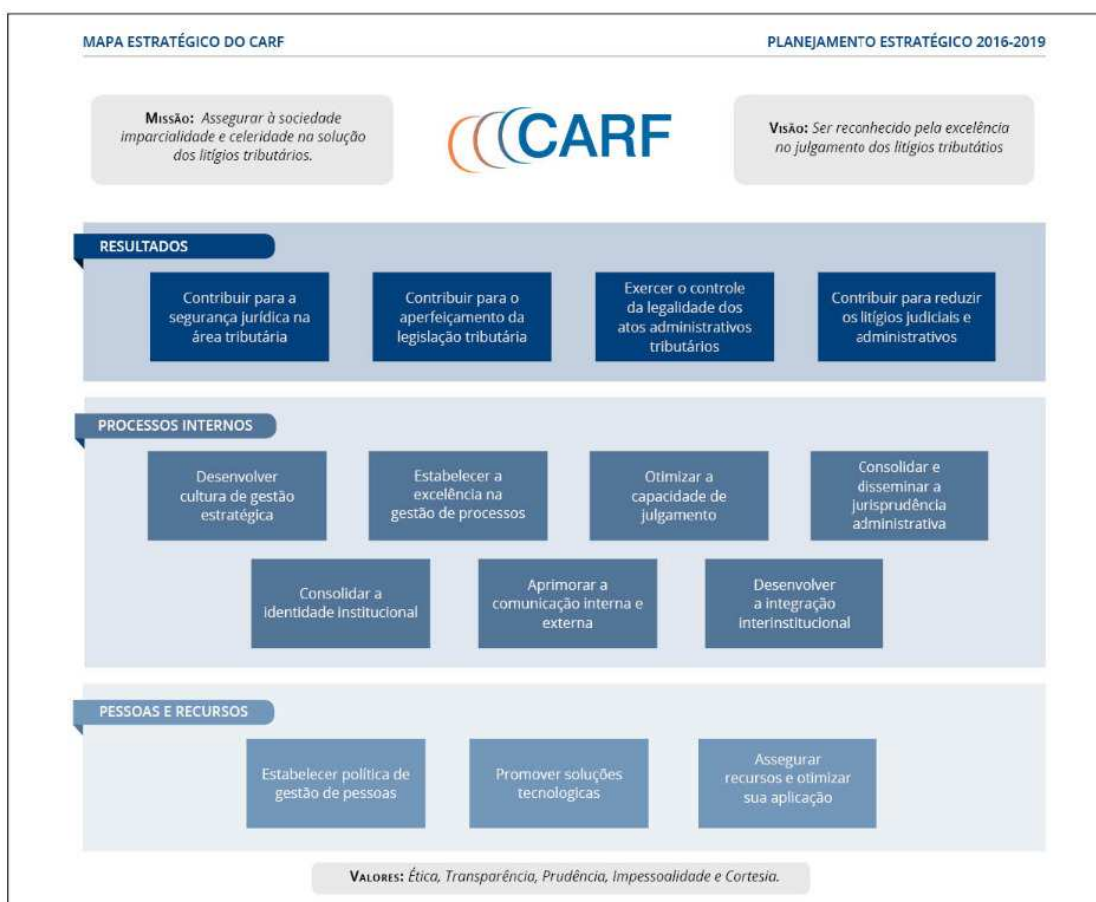 MAPA ESTRATÉGICO DO CARF
PLANEJAMENTO ESTRATÉGICO 2016-2019
MISSÃO: Assegurar à sociedade
imparcialidade e celeridade na solução
dos litígios tributários.
CARF
VISÃO: Ser reconhecido pela excelência
no julgamento dos litígios tributátios
RESULTADOS
Contribuir para a
segurança jurídica na
área tributária
Contribuir para o
aperfeiçoamento da
legislação tributária
Exercer o controle
da legalidade dos
atos administrativos
tributários
Contribuir para reduzir
os litígios judiciais e
administrativos
PROCESSOS INTERNOS
Desenvolver
cultura de gestão
estratégica
Estabelecer a
excelência na
gestão de processos
Otimizar a
capacidade de
julgamento
Consolidar e
disseminar a
jurisprudência
administrativa
Consolidar a
identidade institucional
Aprimorar a
comunicação interna e
externa
Desenvolver
a integração
interinstitucional
PESSOAS E RECURSOS
Estabelecer política de
gestão de pessoas
Promover soluções
tecnologicas
Assegurar
recursos e otimizar
sua aplicação
VALORES: Ética, Transparência, Prudência, Impessoalidade e Cortesia.